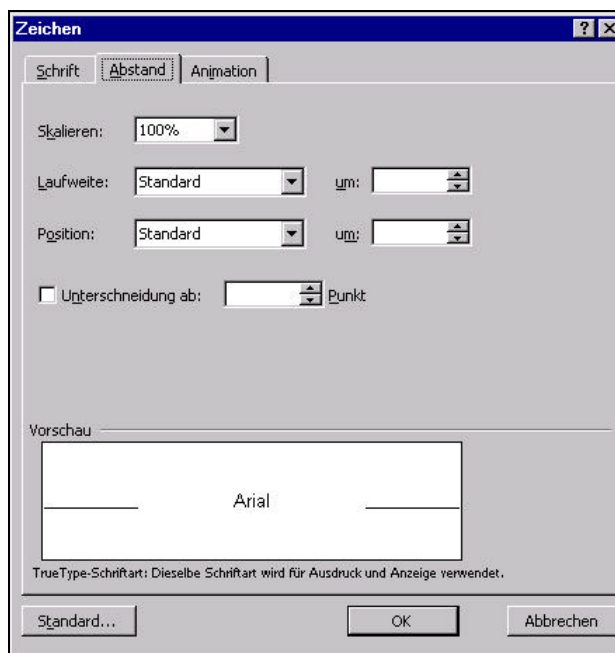 Zeichen
Schrift Abstand Animation
Skalieren: 100%
Laufweite: Standard um:
Position: Standard um:
Unterschneidung ab: Punkt
Vorschau
Arial
TrueType-Schriftart: Dieselbe Schriftart wird für Ausdruck und Anzeige verwendet.
Standard... OK Abbrechen